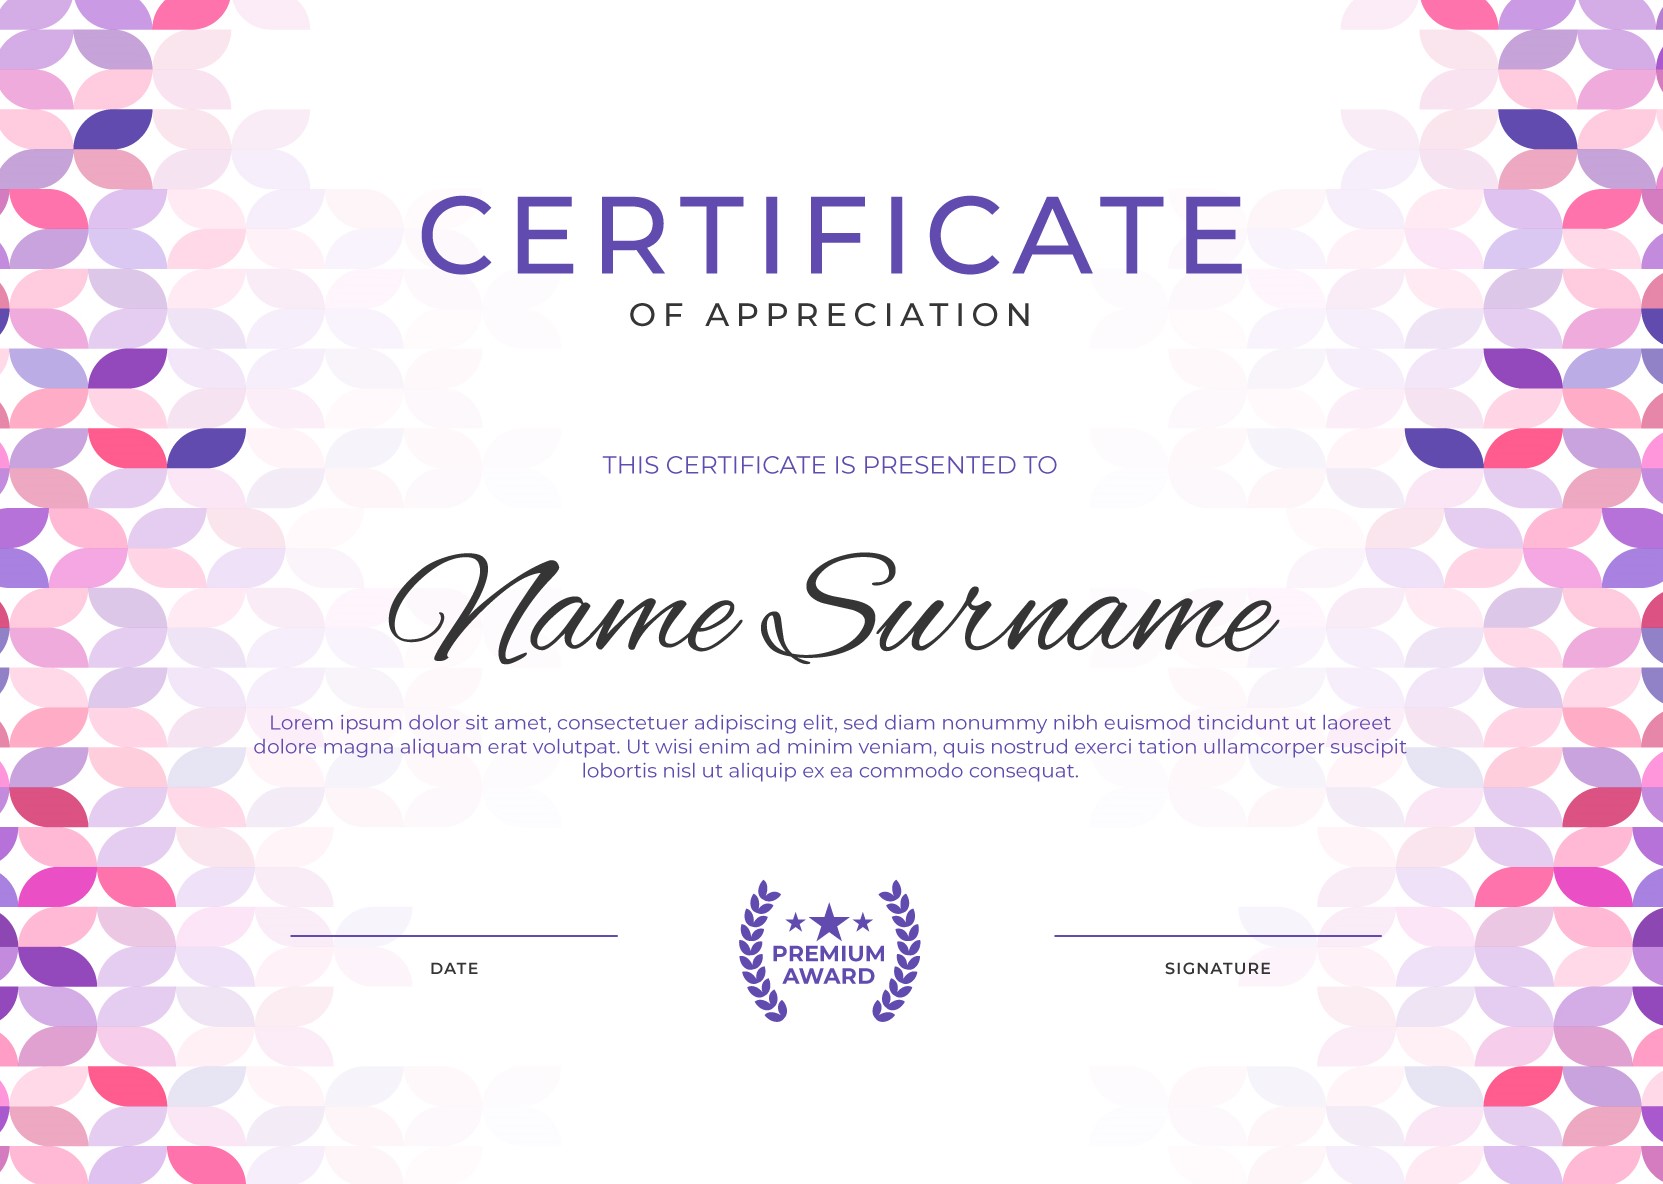 CERTIFICATE
OF APPRECIATION
THIS CERTIFICATE IS PRESENTED TO
Name Surname
Lorem ipsum dolor sit amet, consectetuer adipiscing elit, sed diam nonummy nibh euismod tincidunt ut laoreet
dolore magna aliquam erat volutpat. Ut wisi enim ad minim veniam, quis nostrud exerci tation ullamcorper suscipit
lobortis nisl ut aliquip ex ea commodo consequat.
PREMIUM
AWARD
DATE
SIGNATURE